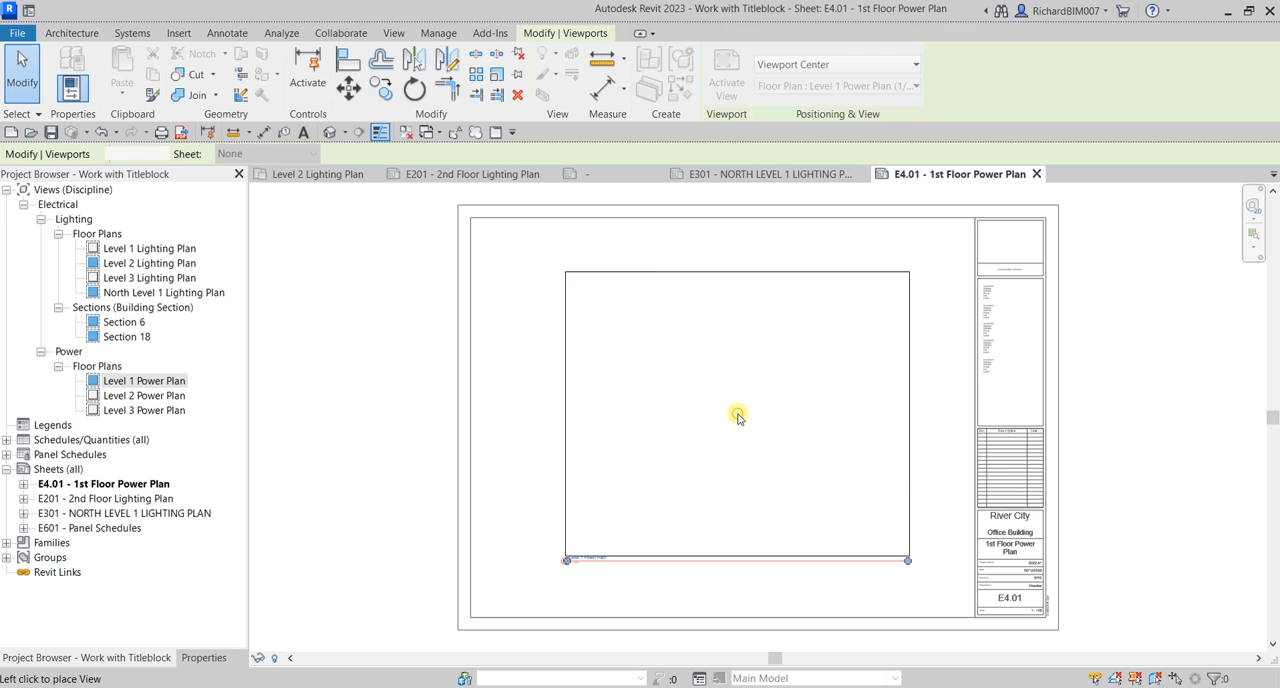 Autodesk Revit 2023 - Work with Titleblock - Sheet: E4.01 - 1st Floor Power Plan
RichardBIM007
File Architecture Systems Insert Annotate Analyze Collaborate View Manage Add-Ins Modify | Viewports
Modify Paste Notch Cut Join Activate Activate View
Viewport Center
Floor Plan : Level 1 Power Plan (1/...
Select Properties Clipboard Geometry Controls Modify View Measure Create Viewport Positioning & View
Modify | Viewports Sheet: None
Project Browser - Work with Titleblock
Level 2 Lighting Plan
E201 - 2nd Floor Lighting Plan
-
E301 - NORTH LEVEL 1 LIGHTING P...
E4.01 - 1st Floor Power Plan
Views (Discipline)
Electrical
Lighting
Floor Plans
Level 1 Lighting Plan
Level 2 Lighting Plan
Level 3 Lighting Plan
North Level 1 Lighting Plan
Sections (Building Section)
Section 6
Section 18
Power
Floor Plans
Level 1 Power Plan
Level 2 Power Plan
Level 3 Power Plan
Legends
Schedules/Quantities (all)
Panel Schedules
Sheets (all)
E4.01 - 1st Floor Power Plan
E201 - 2nd Floor Lighting Plan
E301 - NORTH LEVEL 1 LIGHTING PLAN
E601 - Panel Schedules
Families
Groups
Revit Links
Level 1 Power Plan
River City
Office Building
1st Floor Power
Plan
E4.01
Project Browser - Work with Titleblock Properties
Left click to place View
:0 Main Model :0